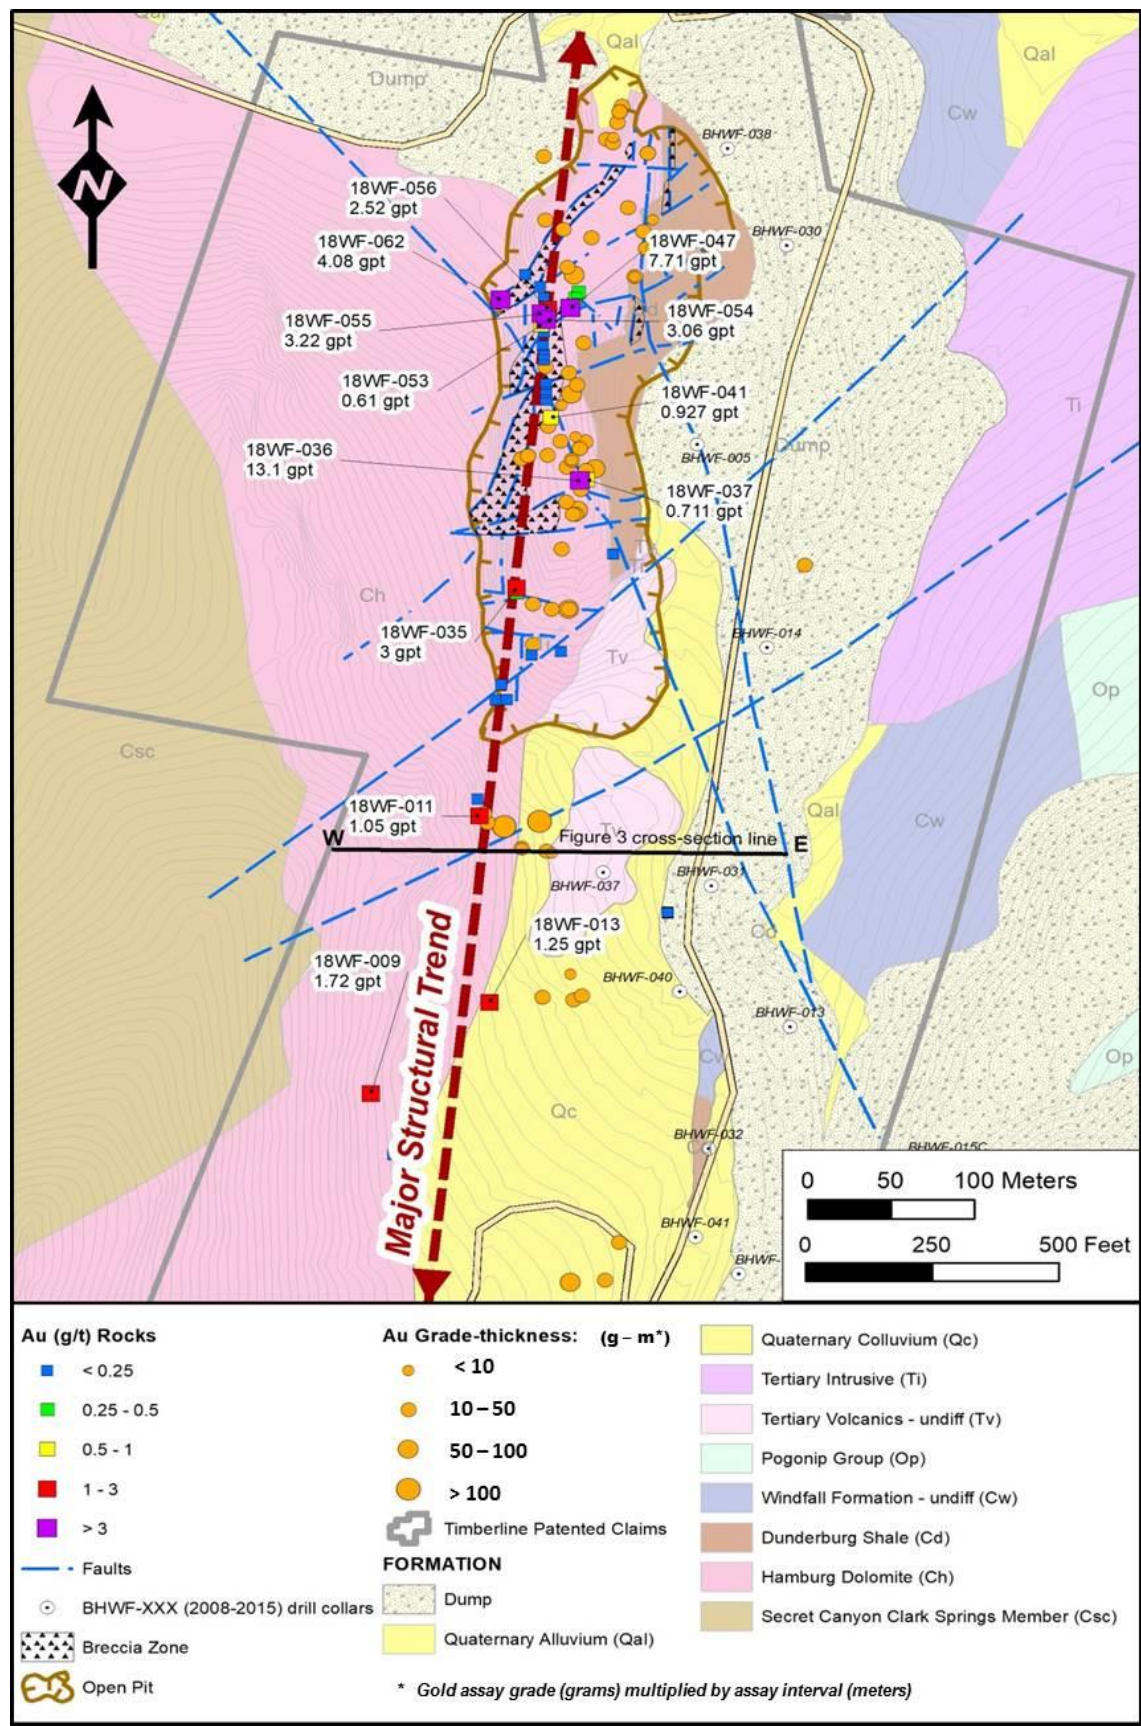 Qal
Qal
Dump
Cw
BHWF-038
N
18WF-056
2.52 gpt
18WF-062
4.08 gpt
18WF-047
7.71 gpt
BHWF-030
18WF-055
3.22 gpt
18WF-054
3.06 gpt
18WF-053
0.61 gpt
18WF-041
0.927 gpt
Ti
18WF-036
13.1 gpt
BHWF-005
Dump
18WF-037
0.711 gpt
Ch
18WF-035
3 gpt
BHWF-014
Tv
Op
Csc
18WF-011
1.05 gpt
Qal
Cw
Tv
W
Figure 3 cross-section line
E
BHWF-037
BHWF-031
18WF-013
1.25 gpt
18WF-009
1.72 gpt
BHWF-040
BHWF-013
Major Structural Trend
Cw
Op
Qc
BHWF-032
BHWF-015C
BHWF-041
BHWF-
0 50 100 Meters
0 250 500 Feet
Au (g/t) Rocks
< 0.25
0.25 - 0.5
0.5 - 1
1 - 3
> 3
Faults
BHWF-XXX (2008-2015) drill collars
Breccia Zone
Open Pit
Au Grade-thickness: (g – m*)
< 10
10 – 50
50 – 100
> 100
Timberline Patented Claims
FORMATION
Dump
Quaternary Alluvium (Qal)
Quaternary Colluvium (Qc)
Tertiary Intrusive (Ti)
Tertiary Volcanics - undiff (Tv)
Pogonip Group (Op)
Windfall Formation - undiff (Cw)
Dunderburg Shale (Cd)
Hamburg Dolomite (Ch)
Secret Canyon Clark Springs Member (Csc)
* Gold assay grade (grams) multiplied by assay interval (meters)